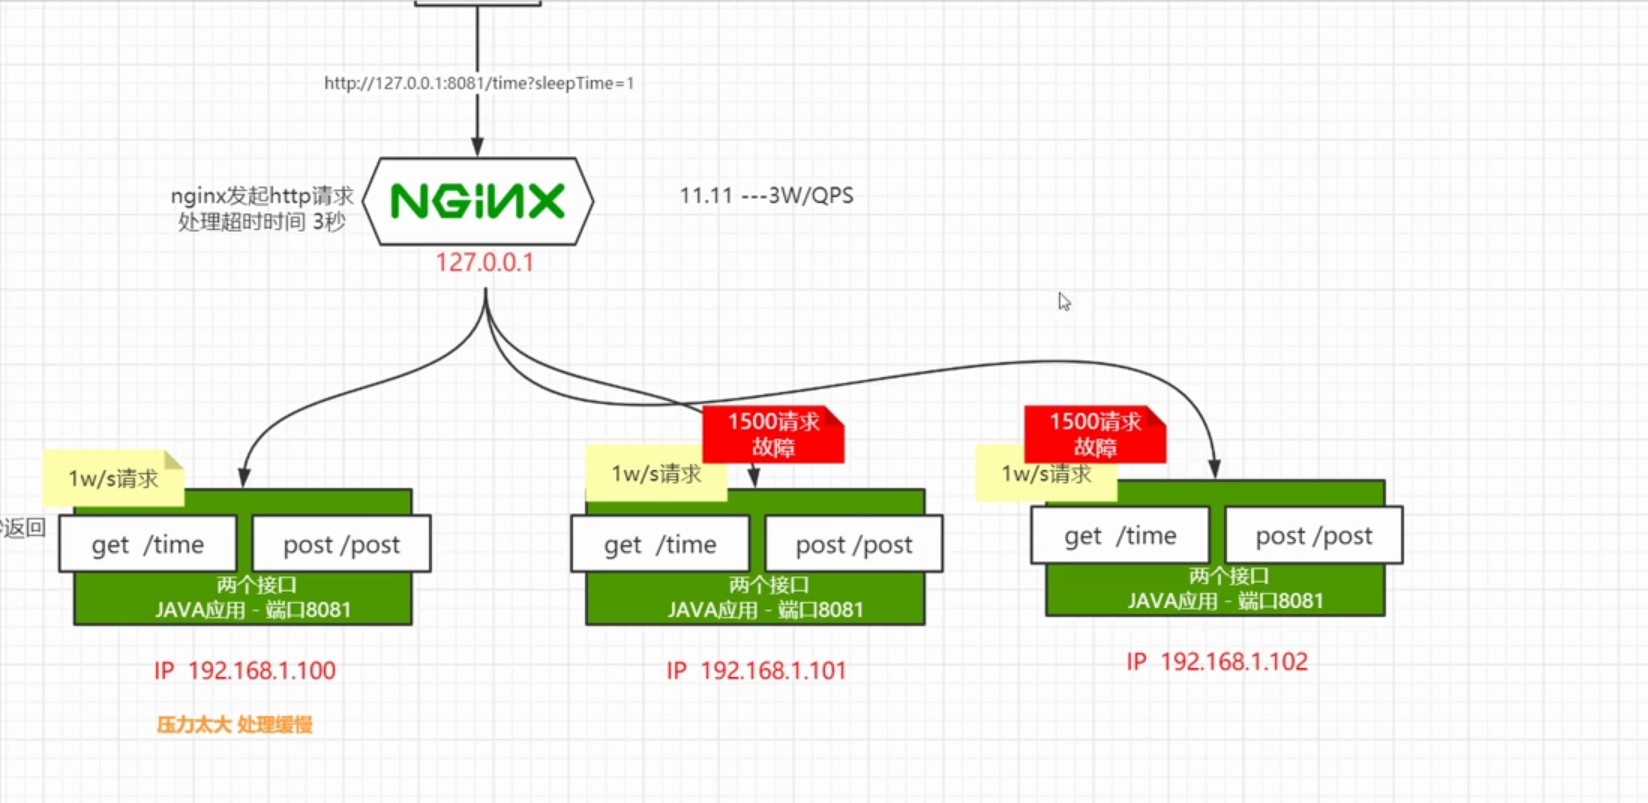 http://127.0.0.1:8081/time?sleepTime=1
nginx发起http请求
处理超时时间 3秒
NGINX
11.11 ---3W/QPS
127.0.0.1
1w/s请求
1w/s请求
1500请求
故障
1w/s请求
1500请求
故障
返回
get /time
post /post
get /time
post /post
get /time
post /post
两个接口
JAVA应用 - 端口8081
两个接口
JAVA应用 - 端口8081
两个接口
JAVA应用 - 端口8081
IP 192.168.1.100
IP 192.168.1.101
IP 192.168.1.102
压力太大 处理缓慢